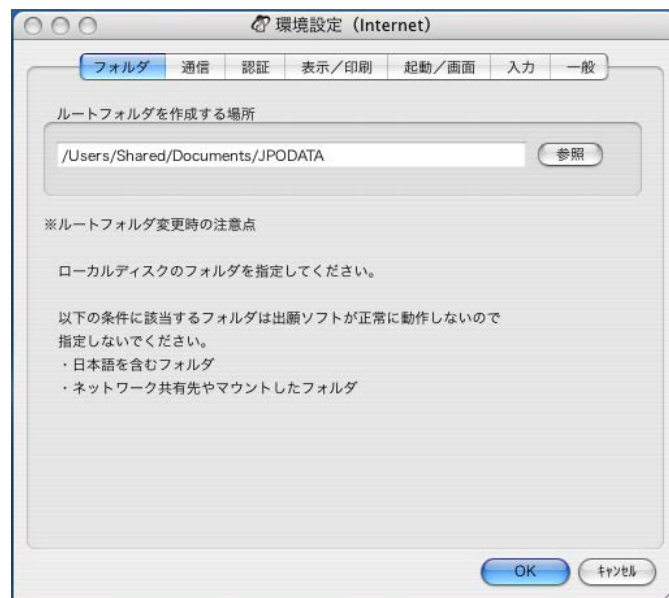 環境設定（Internet）
フォルダ 通信 認証 表示／印刷 起動／画面 入力 一般
ルートフォルダを作成する場所
/Users/Shared/Documents/JPODATA 参照
※ルートフォルダ変更時の注意点
ローカルディスクのフォルダを指定してください。
以下の条件に該当するフォルダは出願ソフトが正常に動作しないので
指定しないでください。
・日本語を含むフォルダ
・ネットワーク共有先やマウントしたフォルダ
OK ｷｬﾝｾﾙ